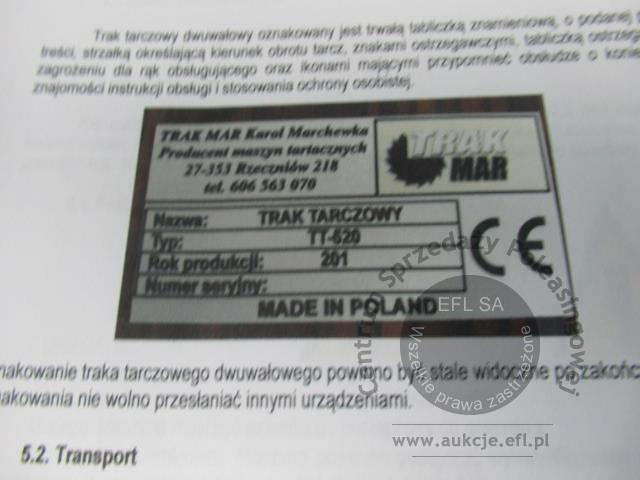 Trak tarczowy dwuwałowy oznakowany jest trwałą tabliczką znamieniową, o podanej p
treści, strzałką określającą kierunek obrotu tarcz, znakami ostrzegawczymi, tabliczką ostrzeg
zagrożeniu dla rąk obsługującego oraz ikonami mającymi przypomnieć obsłudze o konie
znajomości instrukcji obsługi i stosowania ochrony osobistej.
TRAK MAR Karol Marchewka
Producent maszyn tartacznych
27-353 Rzeczniów 218
tel. 606 563 070
TRAK
MAR
Nazwa: TRAK TARCZOWY
Typ: TT-620
Rok produkcji: 201
Numer seryjny:
MADE IN POLAND
CE
Centrum Sprzedaży Poleasingowej
EFL SA
Wszelkie prawa zastrzeżone
nakowanie traka tarczowego dwuwałowego powinno być stale widoczne po zakońc
akowania nie wolno przesłaniać innymi urządzeniami.
www.aukcje.efl.pl
5.2. Transport